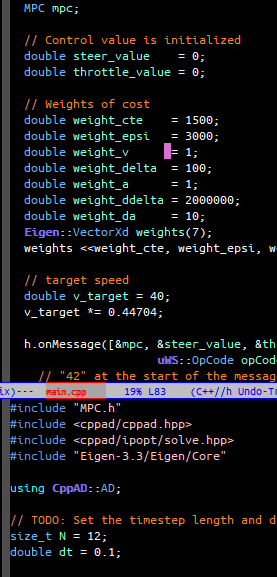 MPC mpc;
// Control value is initialized
double steer_value    = 0;
double throttle_value = 0;
// Weights of cost
double weight_cte    = 1500;
double weight_epsi   = 3000;
double weight_v      = 1;
double weight_delta  = 100;
double weight_a      = 1;
double weight_ddelta = 2000000;
double weight_da     = 10;
Eigen::VectorXd weights(7);
weights <<weight_cte, weight_epsi, w
// target speed
double v_target = 40;
v_target *= 0.44704;
h.onMessage([&mpc, &steer_value, &th
uWS::OpCode opCod
// "42" at the start of the message
ix)--- main.cpp 19% L83 (C++//h Undo-Tr
#include "MPC.h"
#include <cppad/cppad.hpp>
#include <cppad/ipopt/solve.hpp>
#include "Eigen-3.3/Eigen/Core"
using CppAD::AD;
// TODO: Set the timestep length and d
size_t N = 12;
double dt = 0.1;